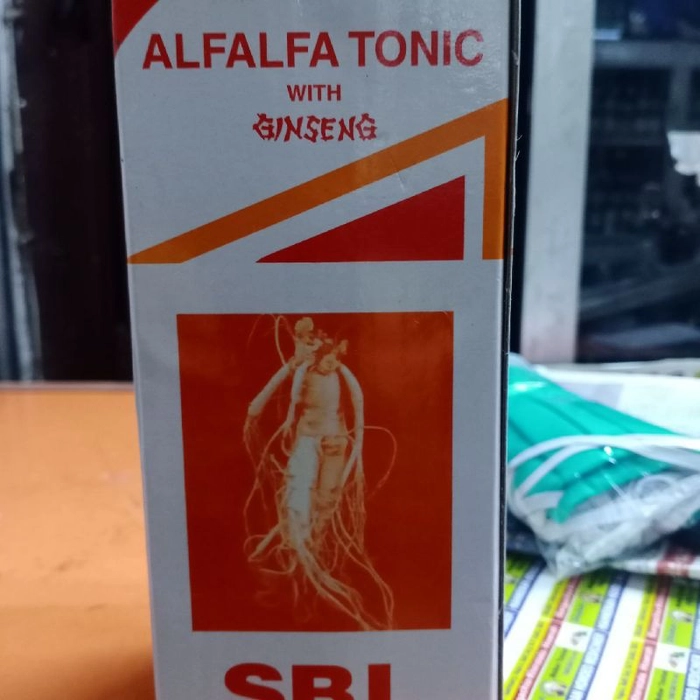 ALFALFA TONIC
WITH
GINSENG
SBL